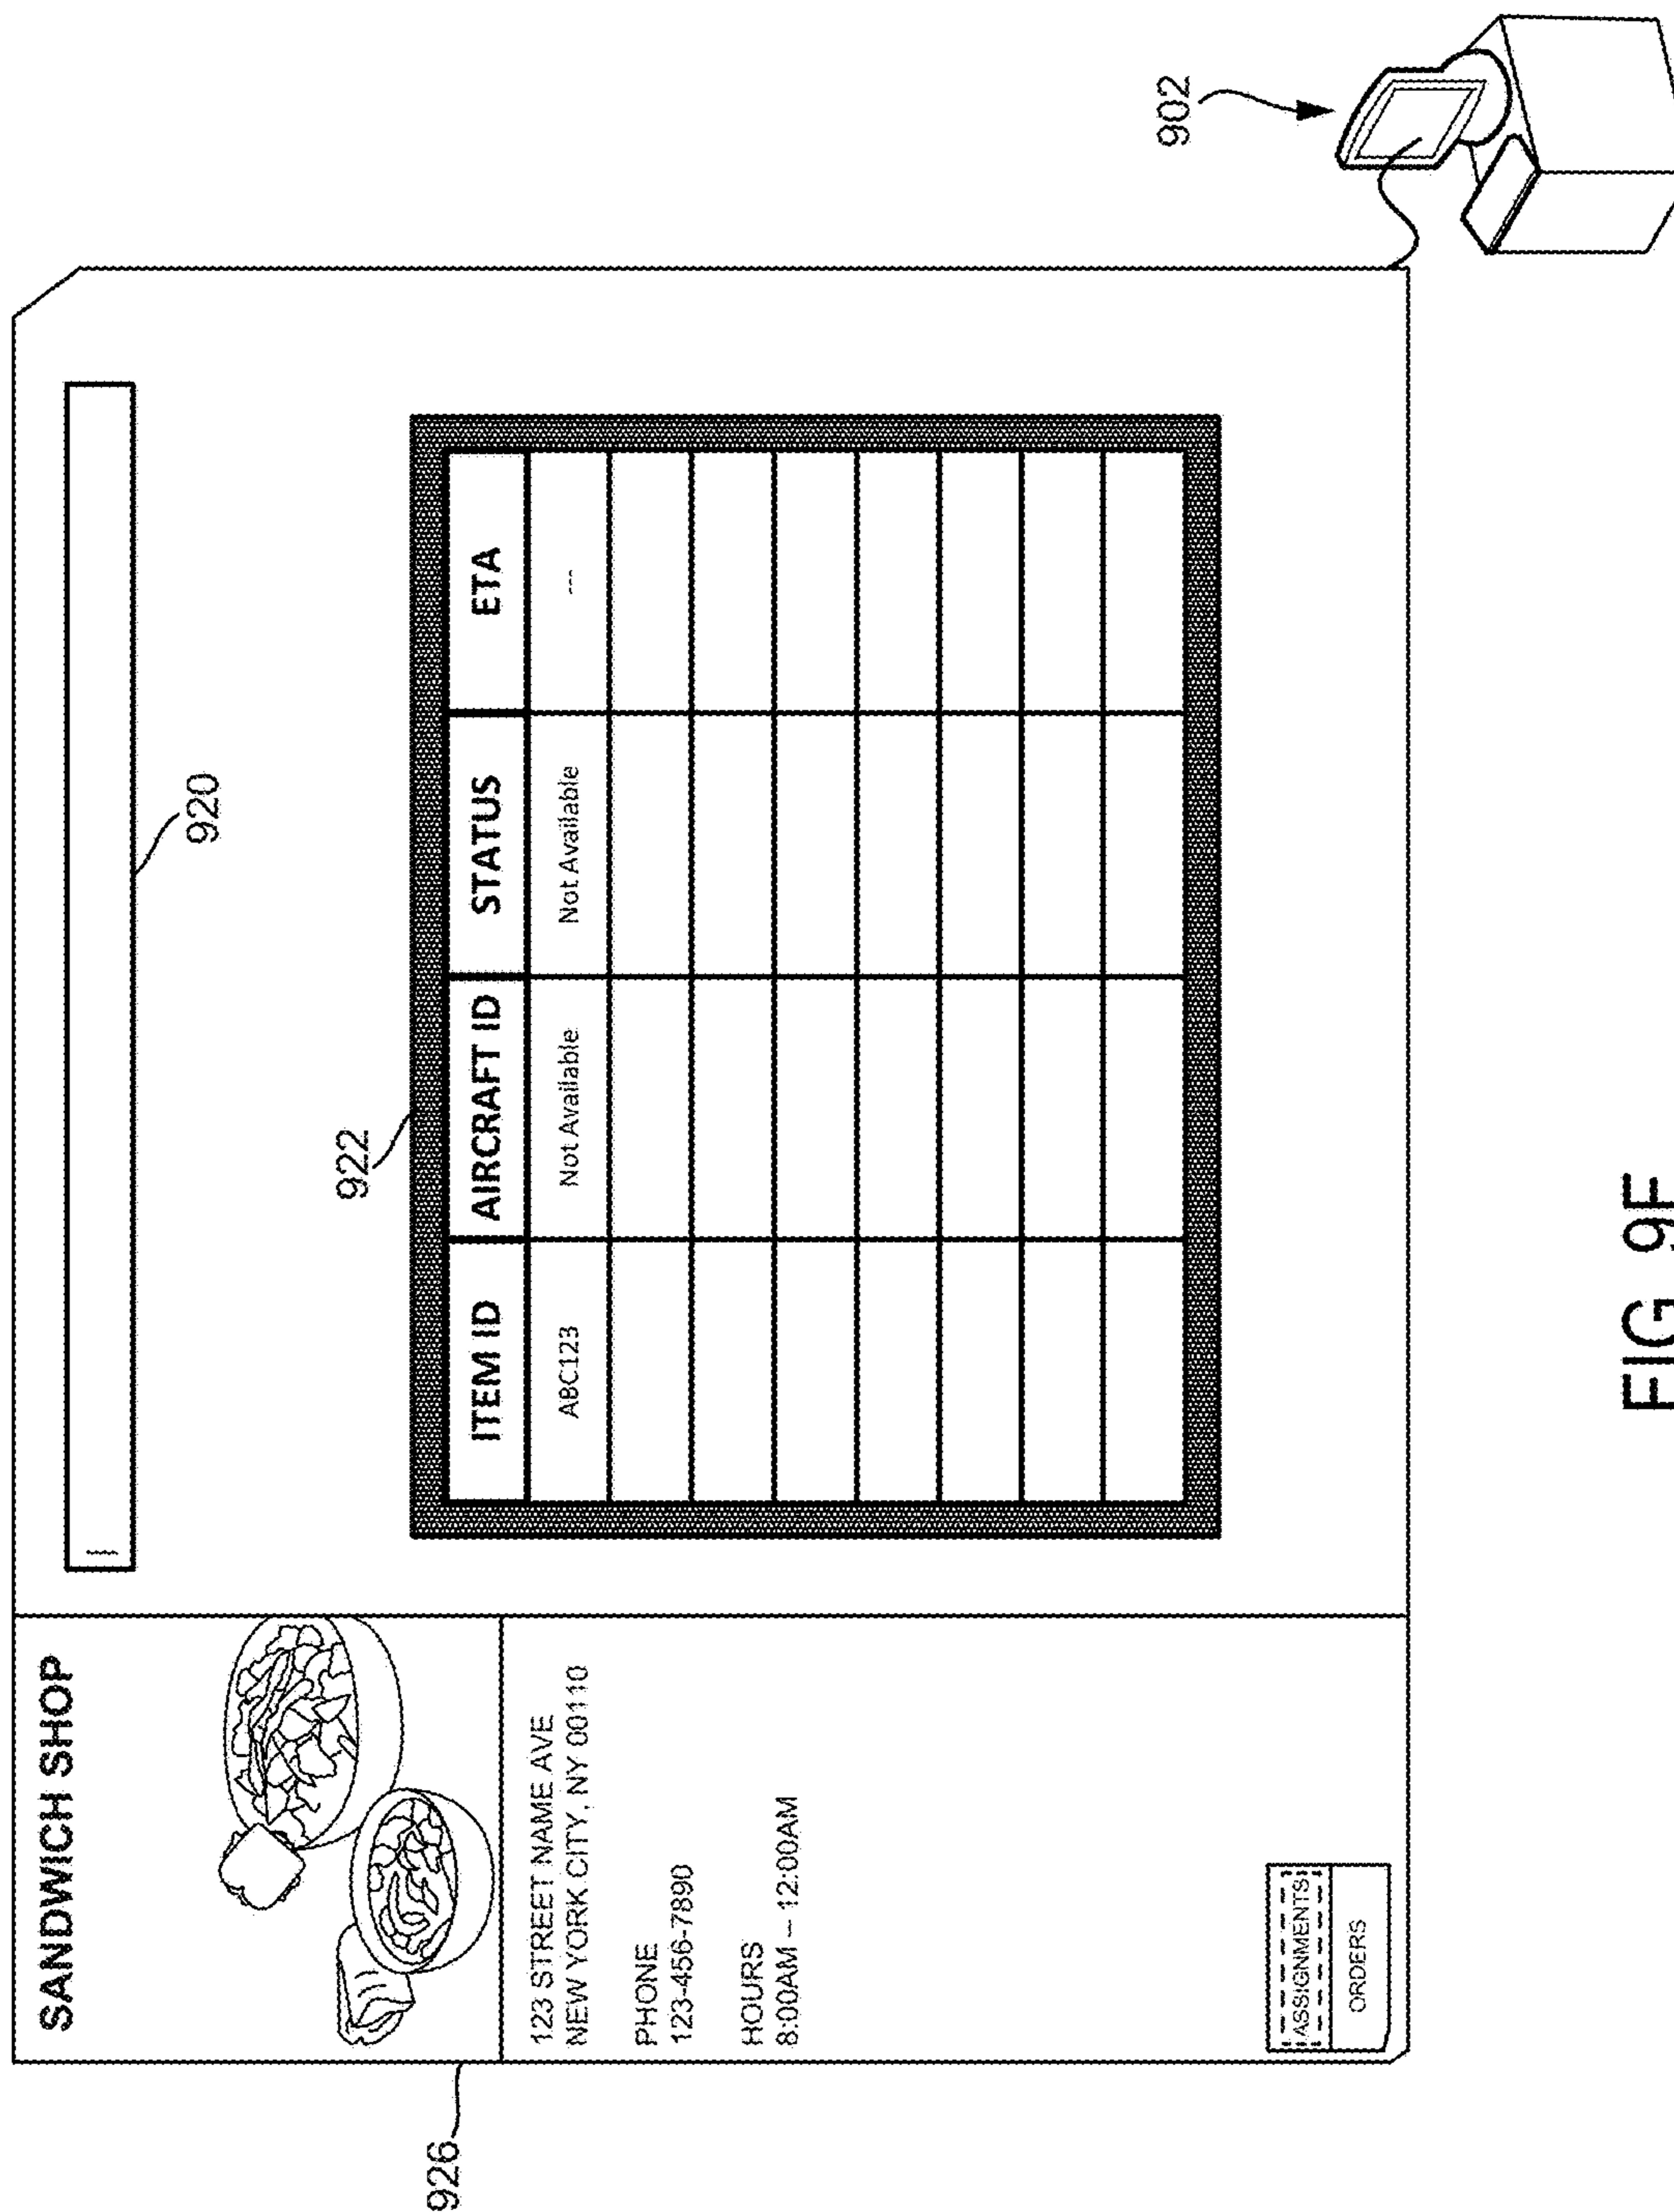 SANDWICH SHOP
123 STREET NAME AVE
NEW YORK CITY, NY 00110
PHONE
123-456-7890
HOURS
8:00AM – 12:00AM
ASSIGNMENTS
ORDERS
926
920
922
ITEM ID AIRCRAFT ID STATUS ETA
ABC123 Not Available Not Available ---
902
FIG